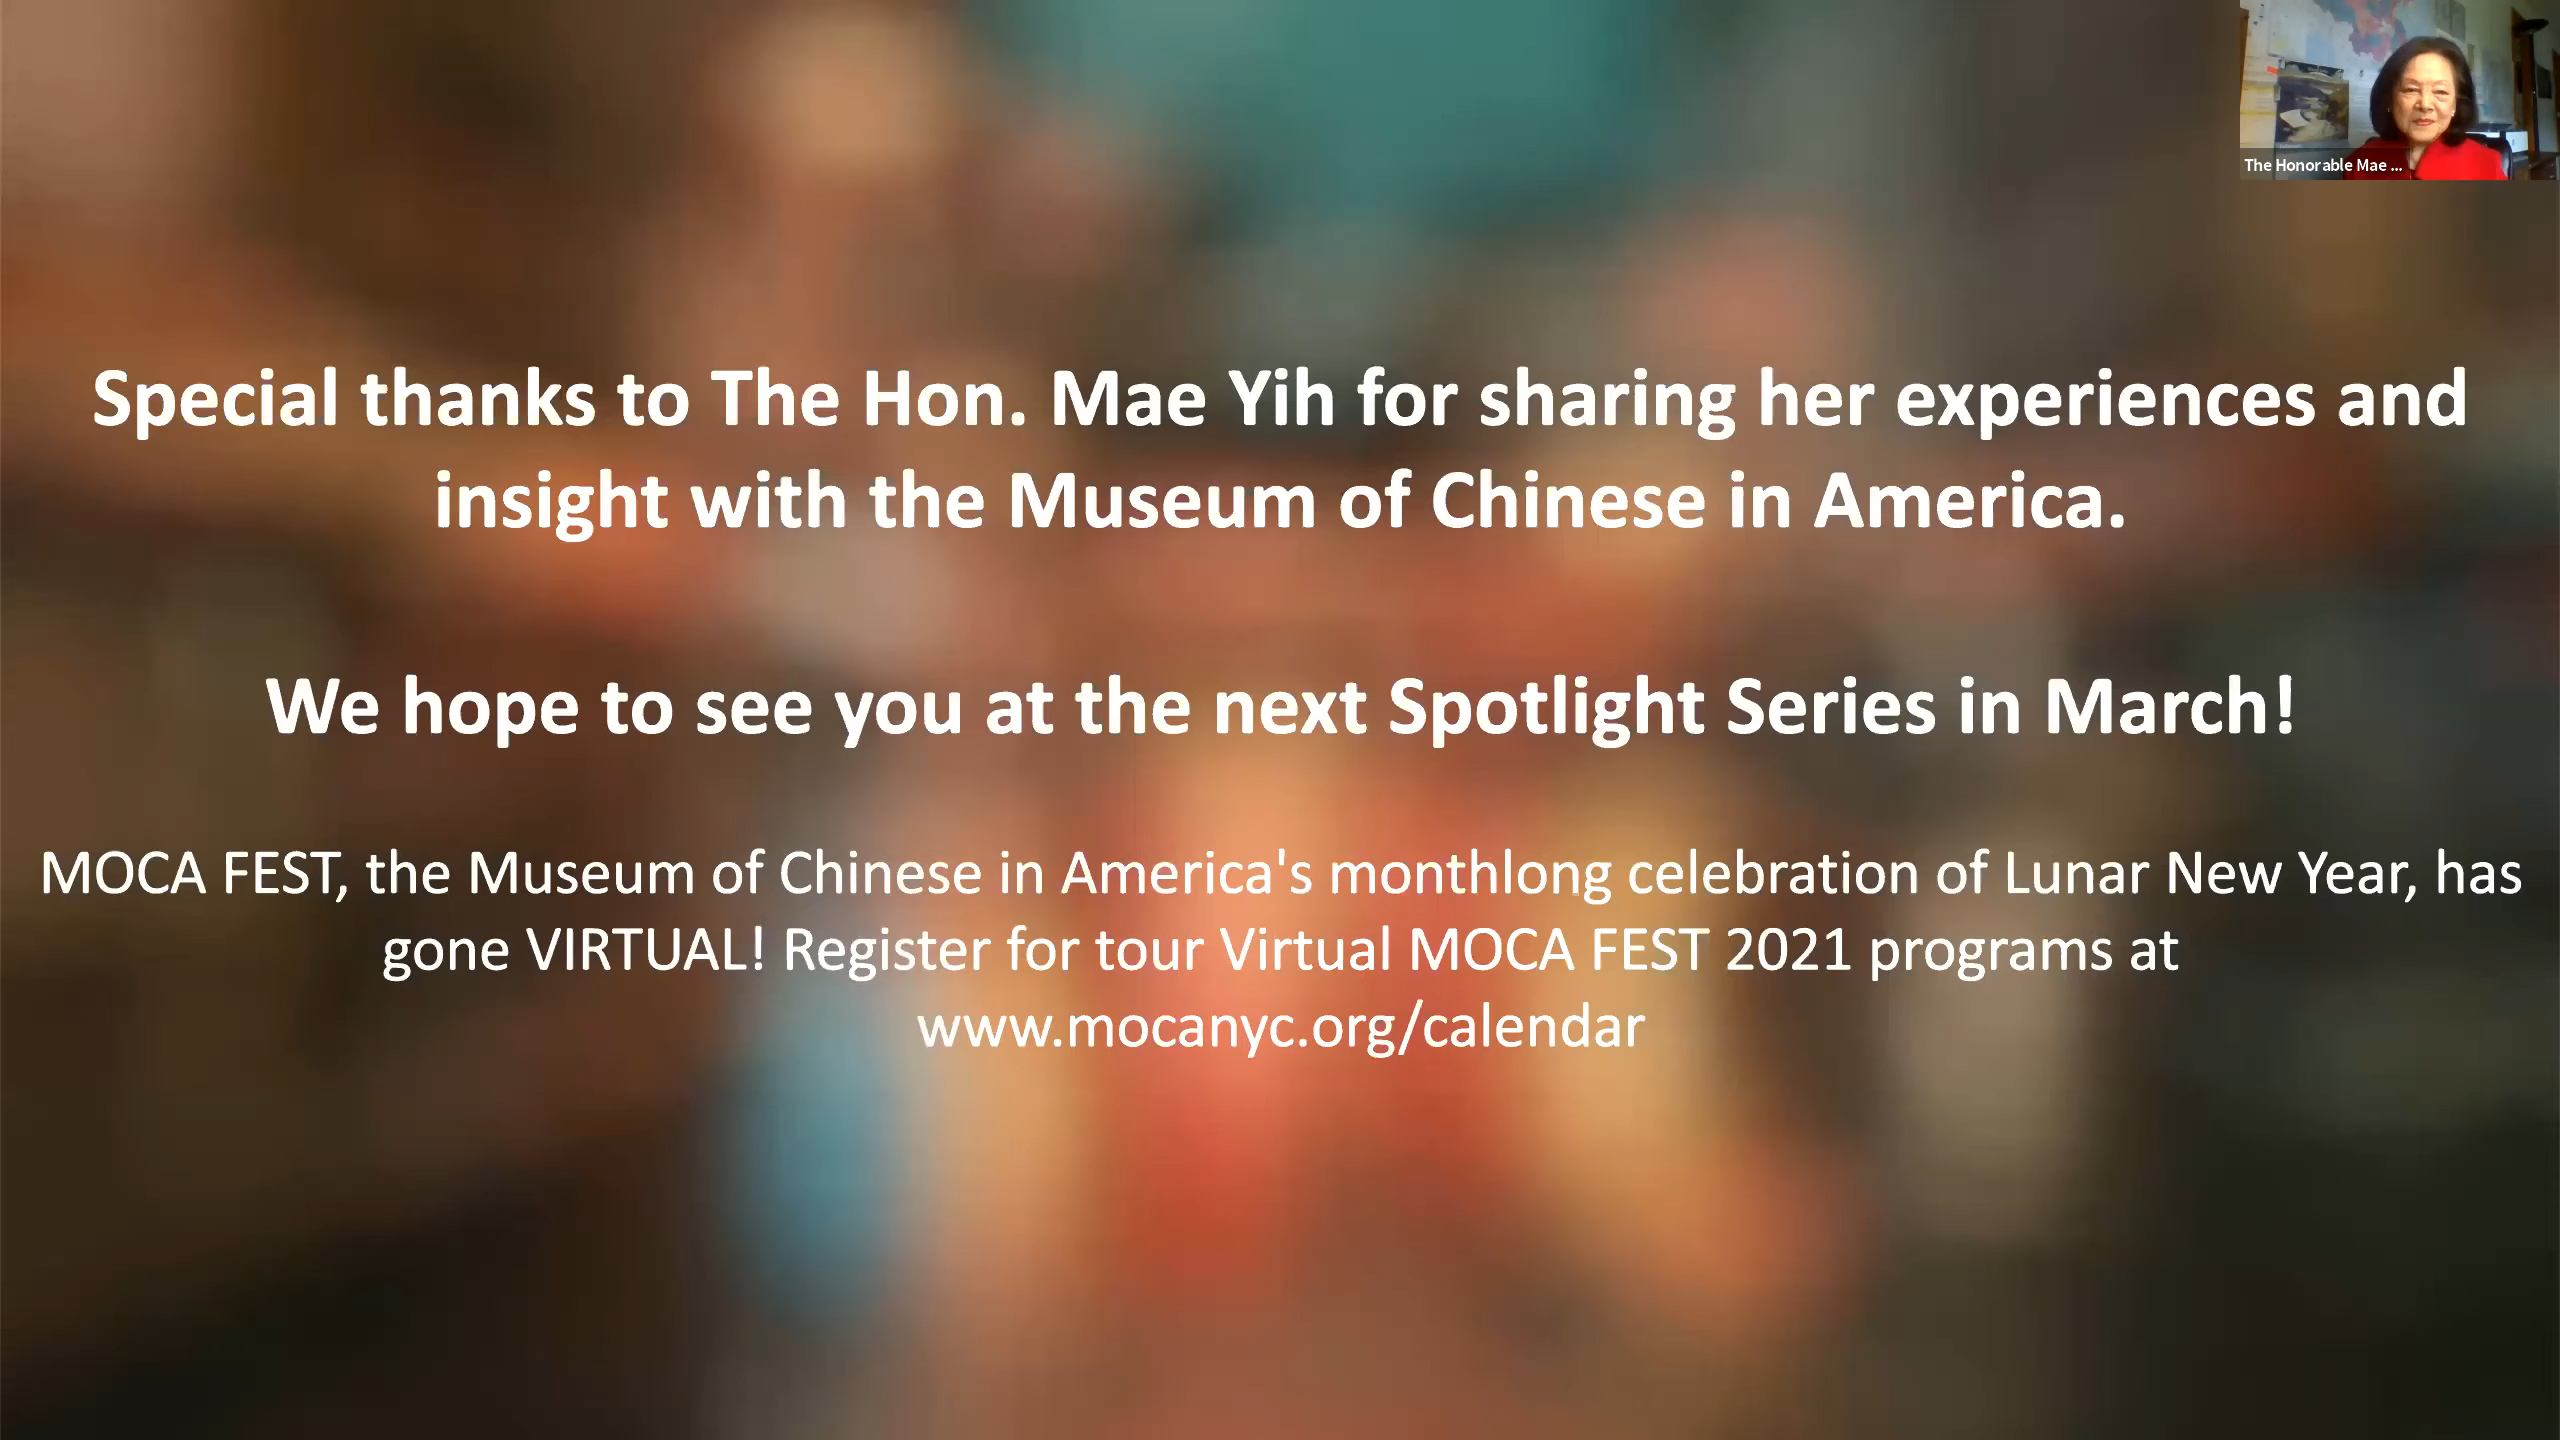 The Honorable Mae ...
Special thanks to The Hon. Mae Yih for sharing her experiences and
insight with the Museum of Chinese in America.
We hope to see you at the next Spotlight Series in March!
MOCA FEST, the Museum of Chinese in America's monthlong celebration of Lunar New Year, has
gone VIRTUAL! Register for tour Virtual MOCA FEST 2021 programs at
www.mocanyc.org/calendar